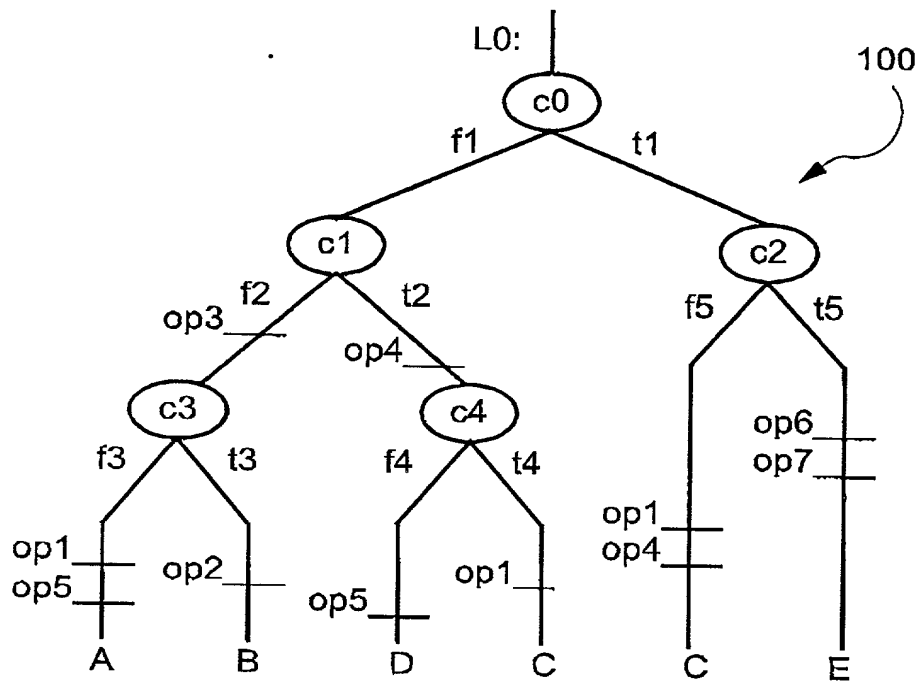 L0:
100
c0
f1 t1
c1 c2
f2 t2 f5 t5
op3
op4
c3 c4
op6
f3 t3 f4 t4
op7
op1
op1
op4
op2
op1
op5
op5
A B D C C E